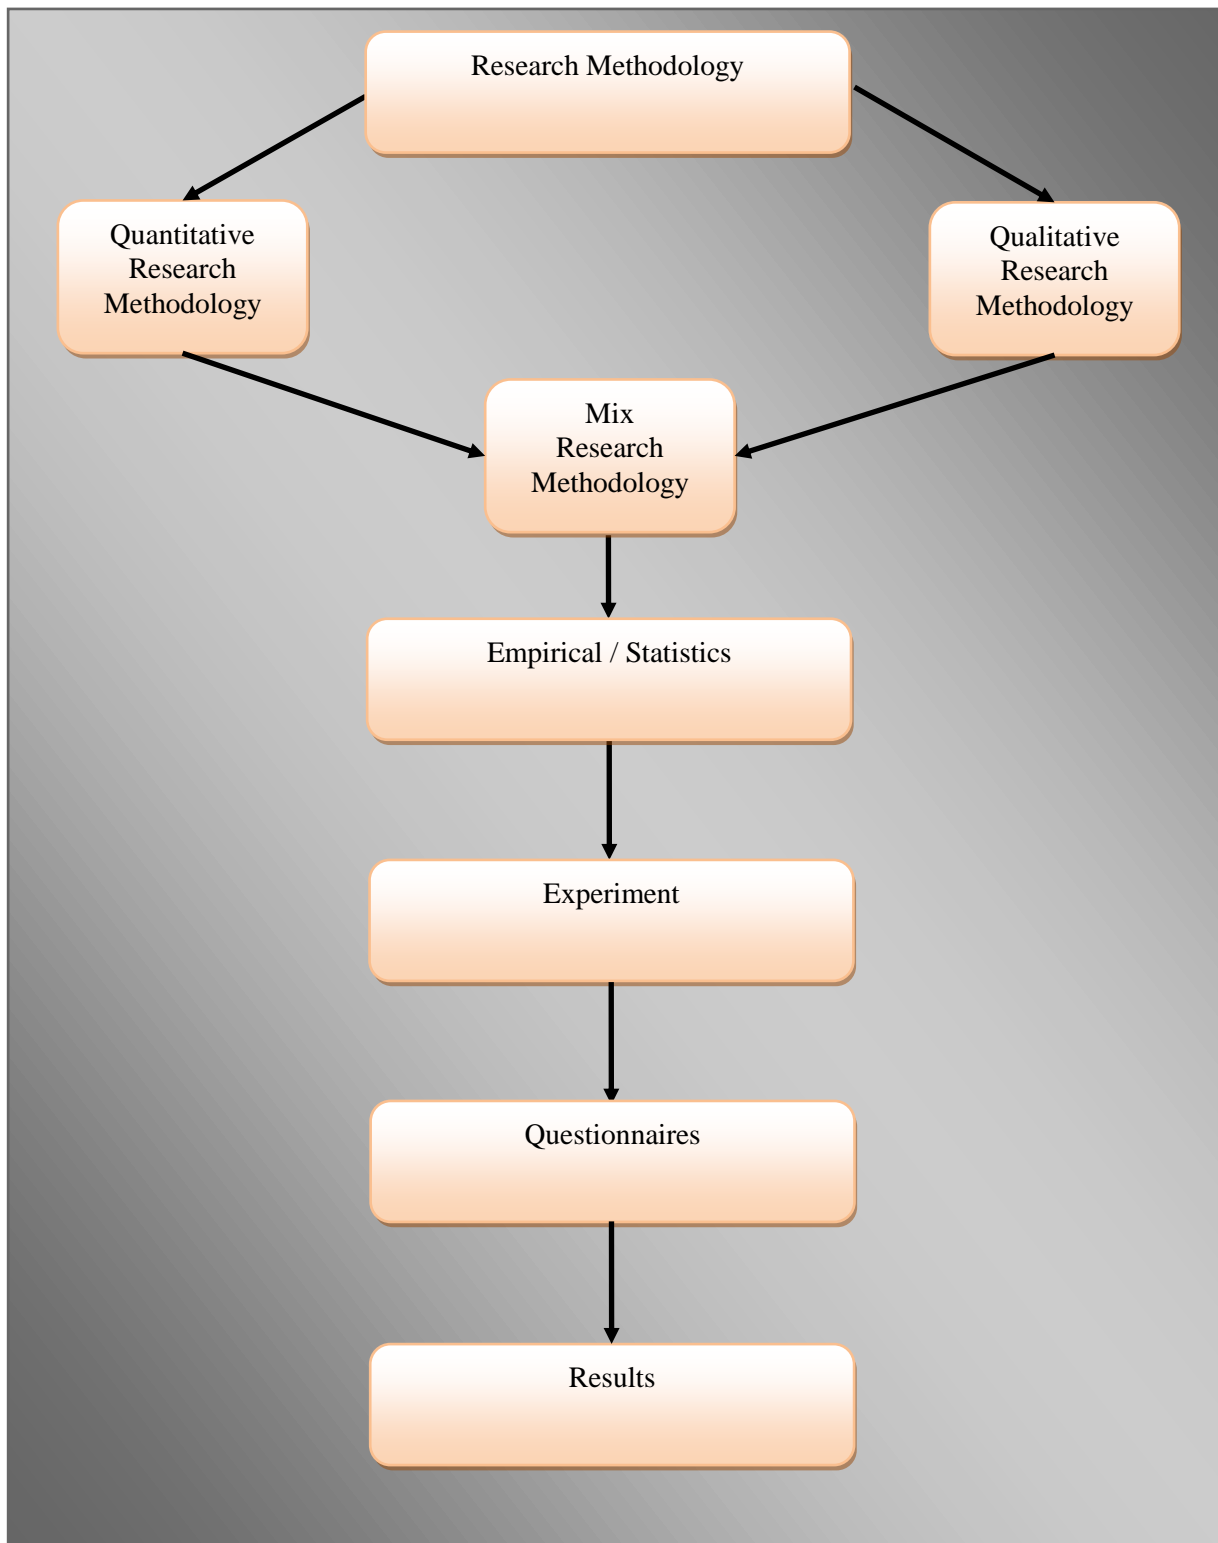 Research Methodology
Quantitative
Research
Methodology
Qualitative
Research
Methodology
Mix
Research
Methodology
Empirical / Statistics
Experiment
Questionnaires
Results